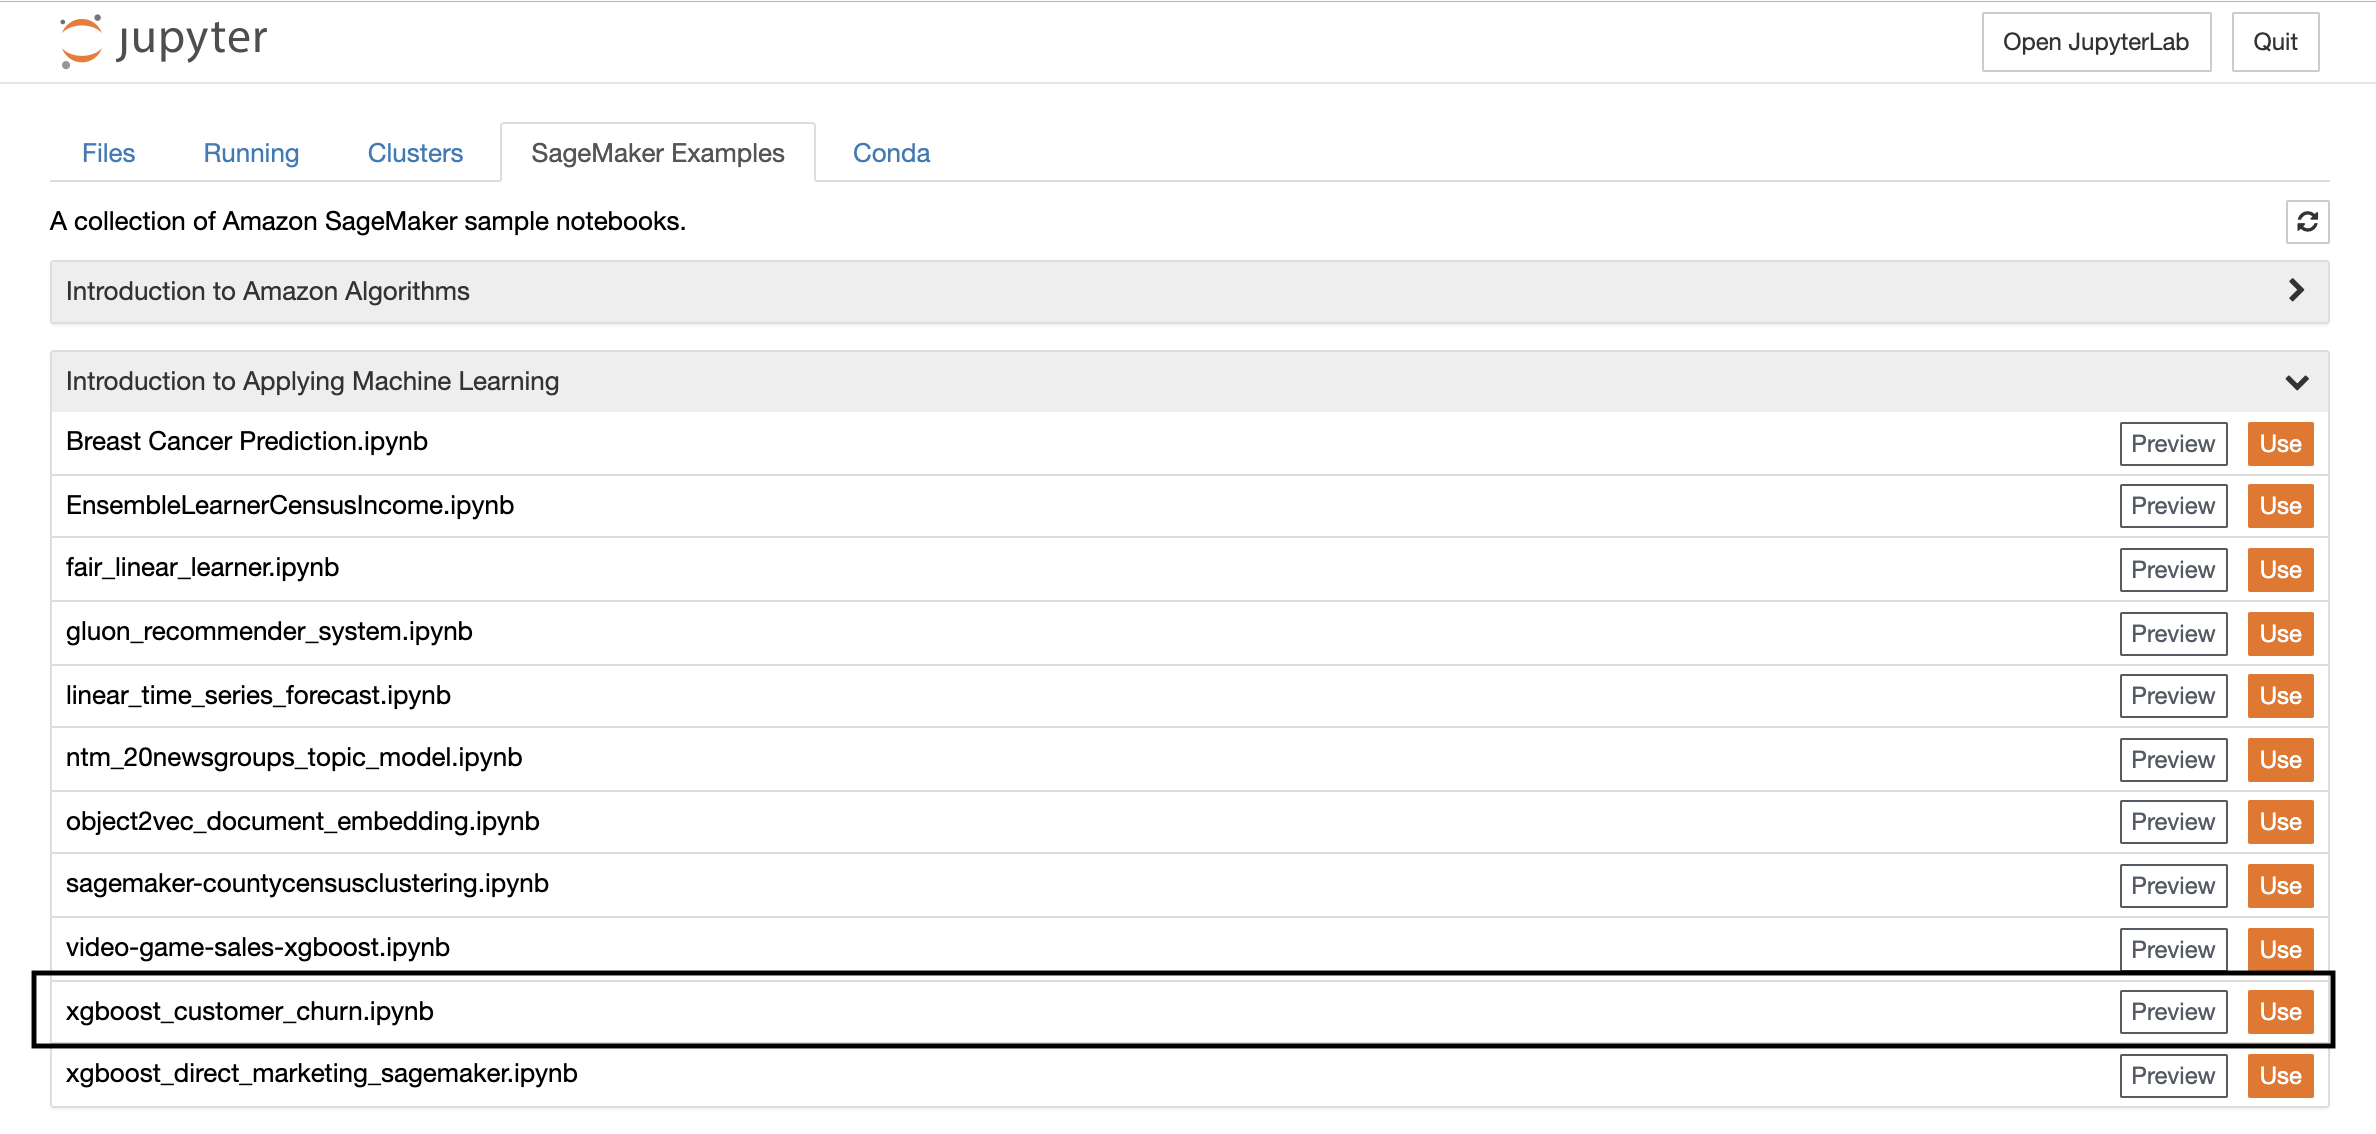 jupyter
Open JupyterLab Quit
Files Running Clusters SageMaker Examples Conda
A collection of Amazon SageMaker sample notebooks.
Introduction to Amazon Algorithms
Introduction to Applying Machine Learning
Breast Cancer Prediction.ipynb Preview Use
EnsembleLearnerCensusIncome.ipynb Preview Use
fair_linear_learner.ipynb Preview Use
gluon_recommender_system.ipynb Preview Use
linear_time_series_forecast.ipynb Preview Use
ntm_20newsgroups_topic_model.ipynb Preview Use
object2vec_document_embedding.ipynb Preview Use
sagemaker-countycensusclustering.ipynb Preview Use
video-game-sales-xgboost.ipynb Preview Use
xgboost_customer_churn.ipynb Preview Use
xgboost_direct_marketing_sagemaker.ipynb Preview Use